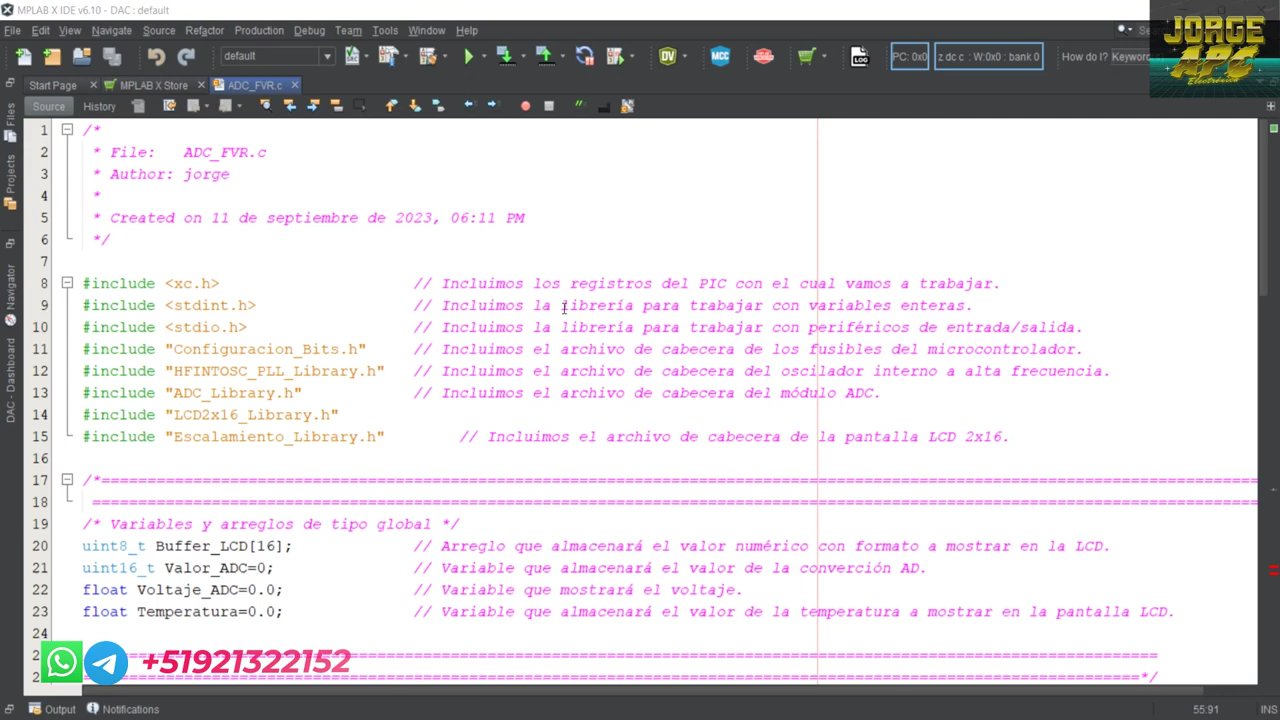 MPLAB X IDE v6.10 - DAC : default
File Edit View Navigate Source Refactor Production Debug Team Tools Window Help
default
PC: 0x0
z dc c : W:0x0 : bank 0
How do I?
JORGE
APC
Electrónica
Start Page
MPLAB X Store
ADC_FVR.c
Source
History
Files
Projects
Navigator
DAC - Dashboard
1 /*
2 * File: ADC_FVR.c
3 * Author: jorge
4 *
5 * Created on 11 de septiembre de 2023, 06:11 PM
6 */
7
8 #include <xc.h> // Incluimos los registros del PIC con el cual vamos a trabajar.
9 #include <stdint.h> // Incluimos la librería para trabajar con variables enteras.
10 #include <stdio.h> // Incluimos la librería para trabajar con periféricos de entrada/salida.
11 #include "Configuracion_Bits.h" // Incluimos el archivo de cabecera de los fusibles del microcontrolador.
12 #include "HFINTOSC_PLL_Library.h" // Incluimos el archivo de cabecera del oscilador interno a alta frecuencia.
13 #include "ADC_Library.h" // Incluimos el archivo de cabecera del módulo ADC.
14 #include "LCD2x16_Library.h"
15 #include "Escalamiento_Library.h" // Incluimos el archivo de cabecera de la pantalla LCD 2x16.
16
17 /*==============================================================================
18 ==============================================================================
19 /* Variables y arreglos de tipo global */
20 uint8_t Buffer_LCD[16]; // Arreglo que almacenará el valor numérico con formato a mostrar en la LCD.
21 uint16_t Valor_ADC=0; // Variable que almacenará el valor de la converción AD.
22 float Voltaje_ADC=0.0; // Variable que mostrará el voltaje.
23 float Temperatura=0.0; // Variable que almacenará el valor de la temperatura a mostrar en la pantalla LCD.
24
+51921322152
Output
Notifications
55:91
INS